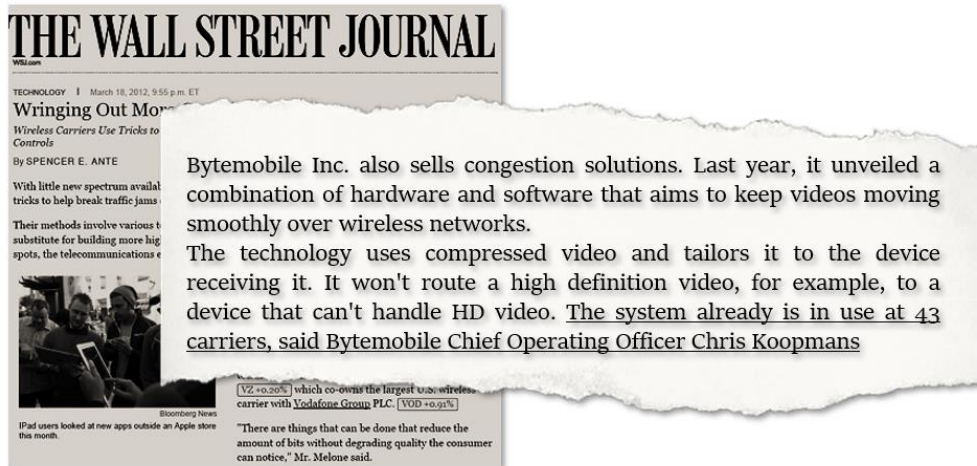 THE WALL STREET JOURNAL
WSJ.com
TECHNOLOGY | March 18, 2012, 9:55 p.m. ET
Wringing Out More
Wireless Carriers Use Tricks to
Controls
By SPENCER E. ANTE
With little new spectrum
tricks to help break traffic jams
Their methods involve various
substitute for building more
spots, the telecommunications
Bytemobile Inc. also sells congestion solutions. Last year, it unveiled a
combination of hardware and software that aims to keep videos moving
smoothly over wireless networks.
The technology uses compressed video and tailors it to the device
receiving it. It won't route a high definition video, for example, to a
device that can't handle HD video. The system already is in use at 43
carriers, said Bytemobile Chief Operating Officer Chris Koopmans
Bloomberg News
IPad users looked at new apps outside an Apple store
this month.
VZ +0.20% which co-owns the largest U.S. wireless
carrier with Vodafone Group PLC. VOD +0.91%
"There are things that can be done that reduce the
amount of bits without degrading quality the consumer
can notice," Mr. Melone said.